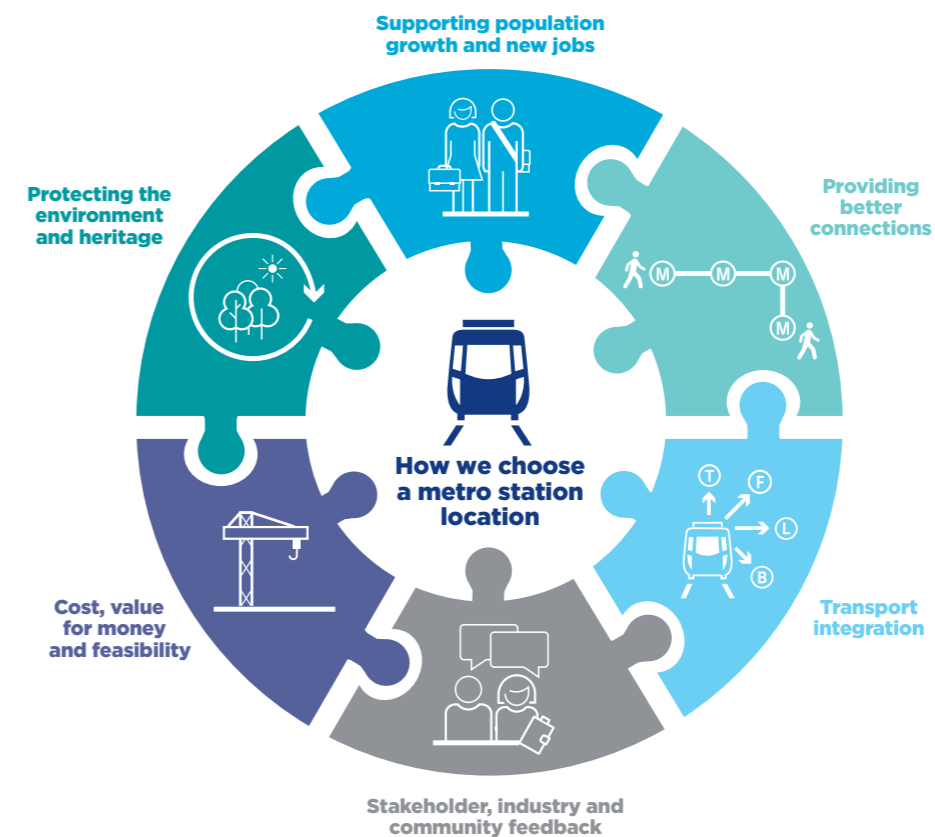 Supporting population
growth and new jobs
Protecting the
environment
and heritage
Providing
better
connections
M
M
M
M
How we choose
a metro station
location
T
F
L
B
Cost, value
for money
and feasibility
Transport
integration
Stakeholder, industry and
community feedback